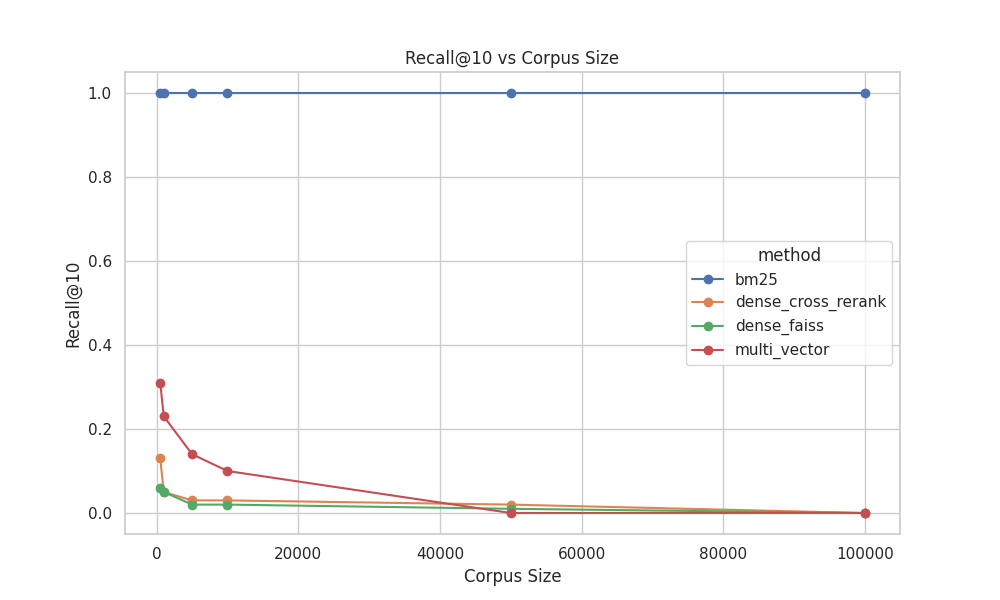 Recall@10 vs Corpus Size
1.0
0.8
0.6
0.4
0.2
0.0
Recall@10
method
bm25
dense_cross_rerank
dense_faiss
multi_vector
0 20000 40000 60000 80000 100000
Corpus Size